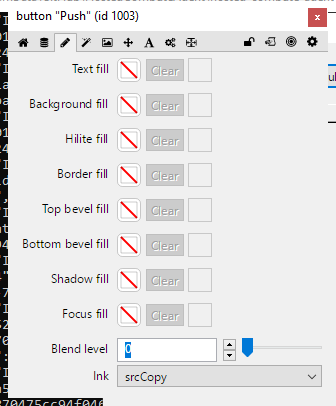 button "Push" (id 1003)
x
A
Text fill Clear
Background fill Clear
Hilite fill Clear
Border fill Clear
Top bevel fill Clear
Bottom bevel fill Clear
Shadow fill Clear
Focus fill Clear
Blend level 0
Ink srcCopy
370475cc94f046